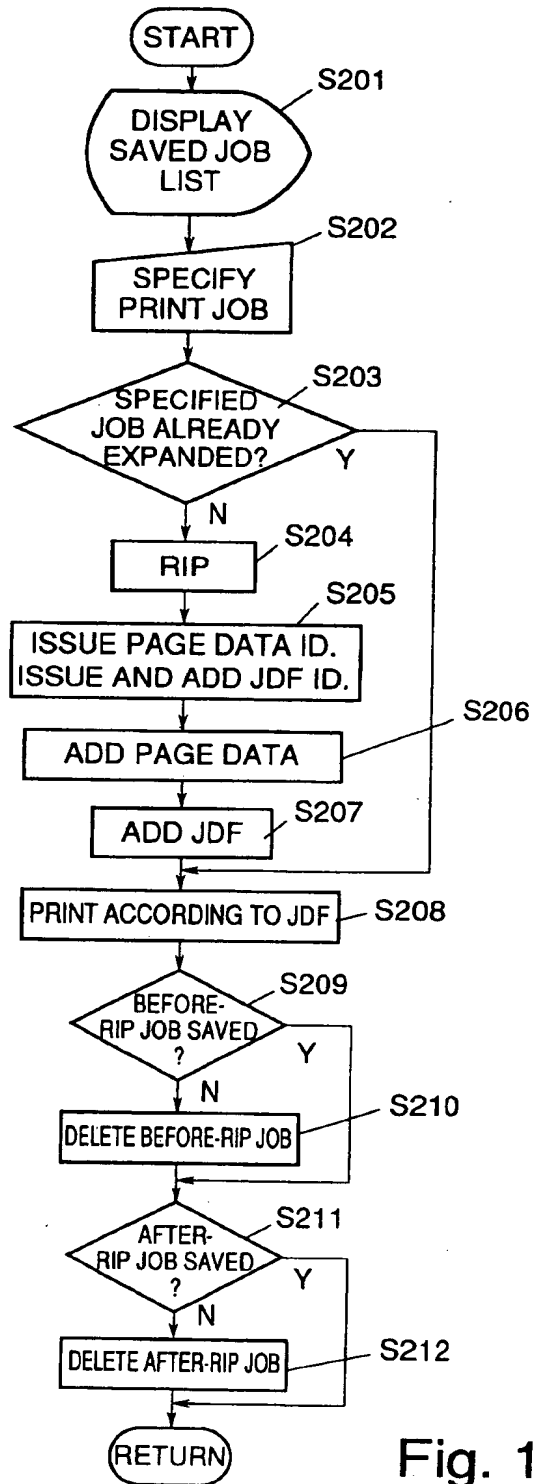 START
S201
DISPLAY
SAVED JOB
LIST
S202
SPECIFY
PRINT JOB
S203
SPECIFIED
JOB ALREADY
EXPANDED?
Y
N
S204
RIP
S205
ISSUE PAGE DATA ID.
ISSUE AND ADD JDF ID.
S206
ADD PAGE DATA
S207
ADD JDF
PRINT ACCORDING TO JDF
S208
S209
BEFORE-
RIP JOB SAVED
?
Y
N
S210
DELETE BEFORE-RIP JOB
S211
AFTER-
RIP JOB SAVED
?
Y
N
DELETE AFTER-RIP JOB
S212
RETURN
Fig. 1